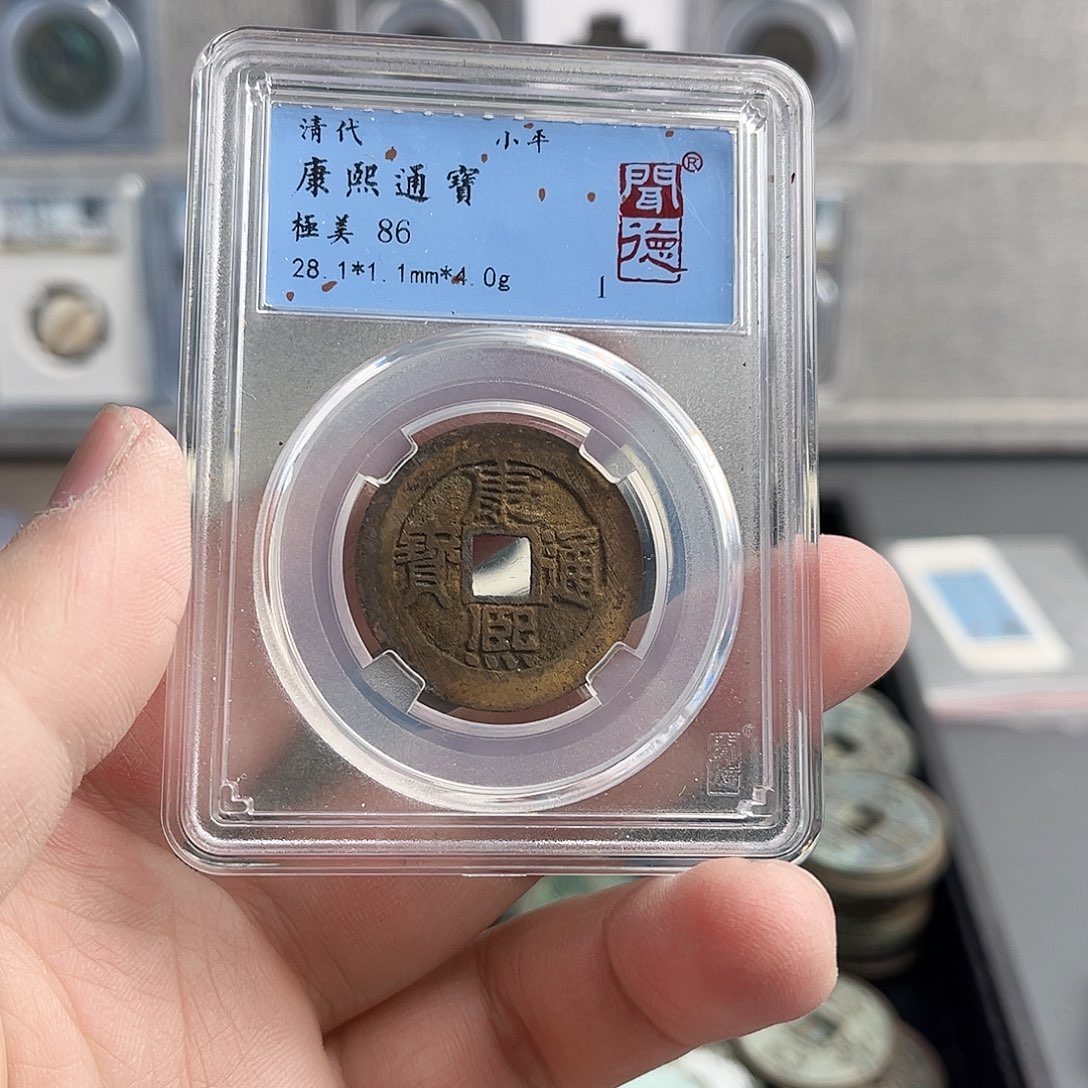 清代 小平
康熙通寶
極美 86
28.1*1.1mm*4.0g
1
聞德®
康熙通寶